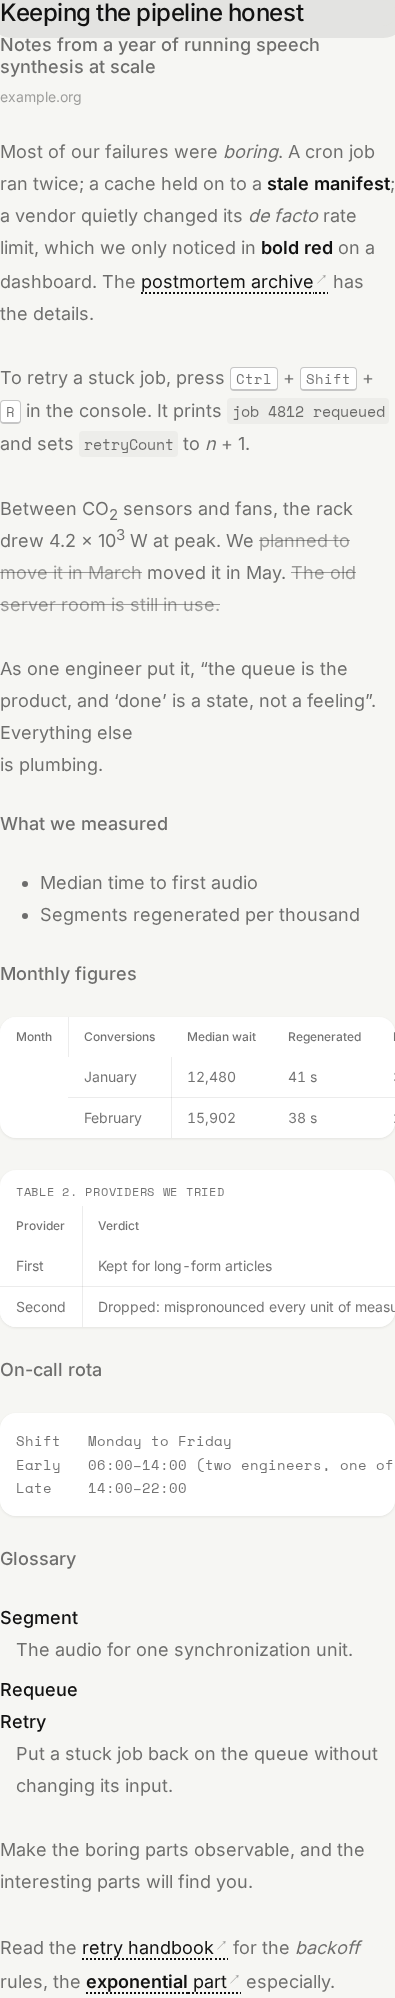 Keeping the pipeline honest
Notes from a year of running speech
synthesis at scale
example.org
Most of our failures were boring. A cron job
ran twice; a cache held on to a stale manifest;
a vendor quietly changed its de facto rate
limit, which we only noticed in bold red on a
dashboard. The postmortem archive↗ has
the details.
To retry a stuck job, press Ctrl + Shift +
R in the console. It prints job 4812 requeued
and sets retryCount to n + 1.
Between CO₂ sensors and fans, the rack
drew 4.2 × 10³ W at peak. We planned to
move it in March moved it in May. The old
server room is still in use.
As one engineer put it, “the queue is the
product, and ‘done’ is a state, not a feeling”.
Everything else
is plumbing.
What we measured
• Median time to first audio
• Segments regenerated per thousand
Monthly figures
Month Conversions Median wait Regenerated
January 12,480 41 s
February 15,902 38 s
TABLE 2. PROVIDERS WE TRIED
Provider Verdict
First Kept for long-form articles
Second Dropped: mispronounced every unit of measu
On-call rota
Shift Monday to Friday
Early 06:00–14:00 (two engineers, one of
Late 14:00–22:00
Glossary
Segment
The audio for one synchronization unit.
Requeue
Retry
Put a stuck job back on the queue without
changing its input.
Make the boring parts observable, and the
interesting parts will find you.
Read the retry handbook↗ for the backoff
rules, the exponential part↗ especially.